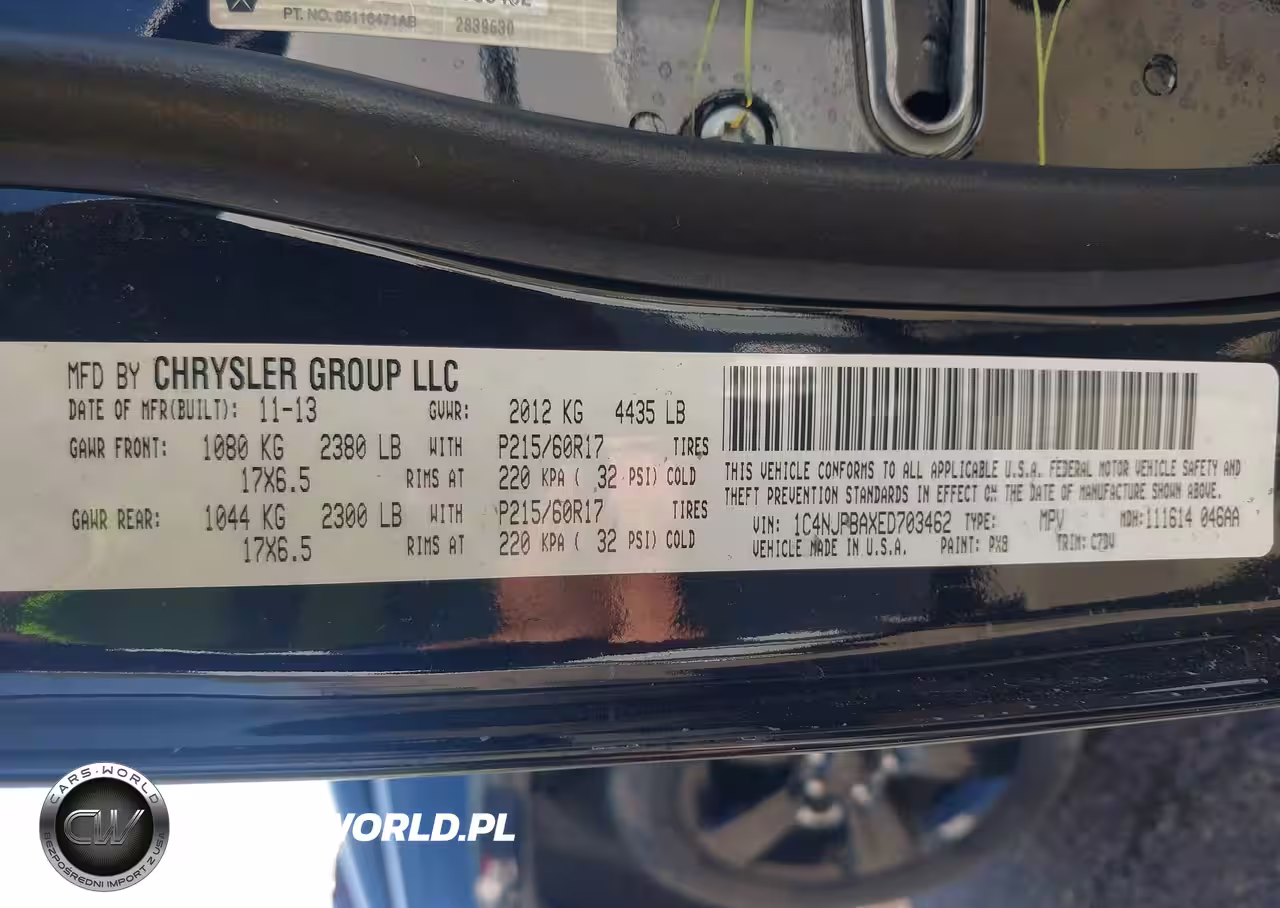 PT. NO. 05116471AB
2839630
MFD BY CHRYSLER GROUP LLC
DATE OF MFR(BUILT): 11-13 GVWR: 2012 KG 4435 LB
GAWR FRONT: 1080 KG 2380 LB WITH P215/60R17 TIRES
17X6.5 RIMS AT 220 KPA ( 32 PSI) COLD
GAWR REAR: 1044 KG 2300 LB WITH P215/60R17 TIRES
17X6.5 RIMS AT 220 KPA ( 32 PSI) COLD
THIS VEHICLE CONFORMS TO ALL APPLICABLE U.S.A. FEDERAL MOTOR VEHICLE SAFETY AND
THEFT PREVENTION STANDARDS IN EFFECT ON THE DATE OF MANUFACTURE SHOWN ABOVE.
VIN: 1C4NJPBAXED703462 TYPE: MPV MDH:111614 046AA
VEHICLE MADE IN U.S.A. PAINT: PX8 TRIM: C7DV
CARS-WORLD
CW
BEZPOŚREDNI IMPORT Z USA
WORLD.PL